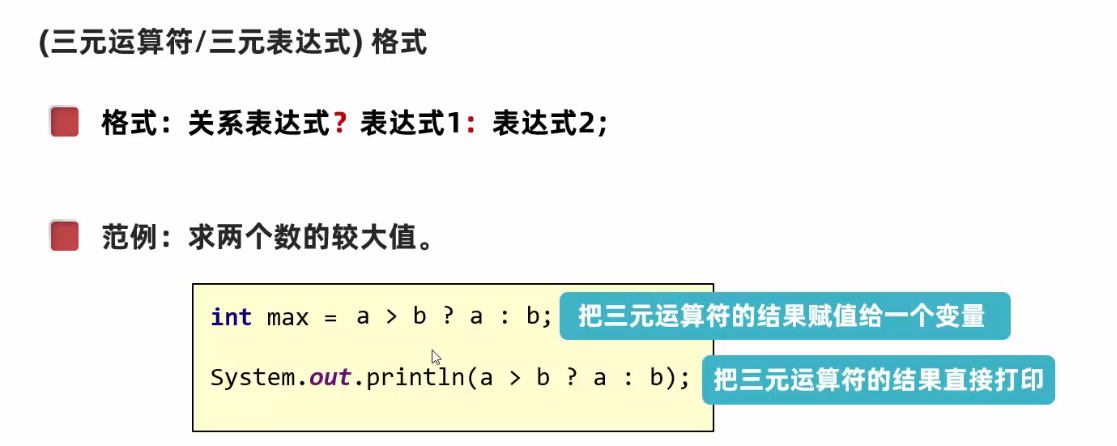 (三元运算符/三元表达式) 格式
格式：关系表达式？表达式1：表达式2；
范例：求两个数的较大值。
int max = a > b ? a : b; 把三元运算符的结果赋值给一个变量
System.out.println(a > b ? a : b); 把三元运算符的结果直接打印